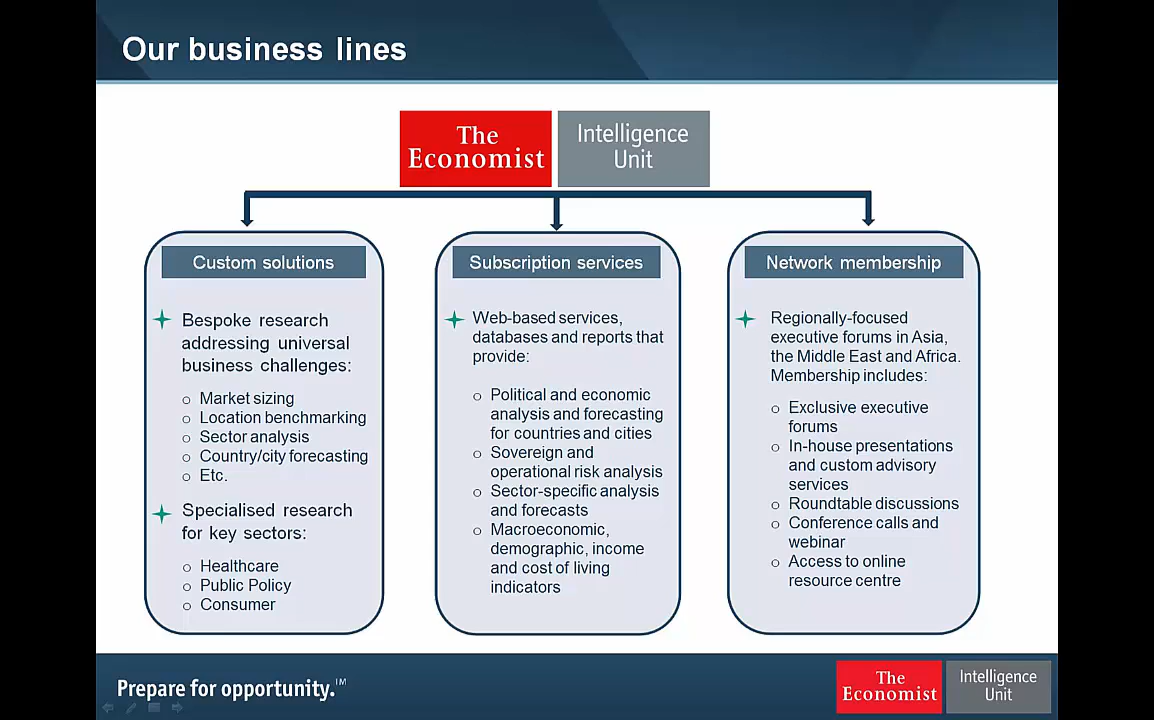 Our business lines
The
Economist
Intelligence
Unit
Custom solutions
Bespoke research
addressing universal
business challenges:
Market sizing
Location benchmarking
Sector analysis
Country/city forecasting
Etc.
Specialised research
for key sectors:
Healthcare
Public Policy
Consumer
Subscription services
Web-based services,
databases and reports that
provide:
Political and economic
analysis and forecasting
for countries and cities
Sovereign and
operational risk analysis
Sector-specific analysis
and forecasts
Macroeconomic,
demographic, income
and cost of living
indicators
Network membership
Regionally-focused
executive forums in Asia,
the Middle East and Africa.
Membership includes:
Exclusive executive
forums
In-house presentations
and custom advisory
services
Roundtable discussions
Conference calls and
webinar
Access to online
resource centre
Prepare for opportunity.™
The
Economist
Intelligence
Unit